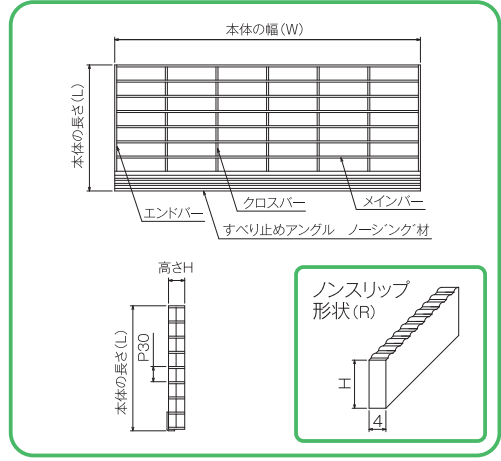 本体の幅(W)
本体の長さ(L)
エンドバー
クロスバー
メインバー
すべり止めアングル ノージング材
高さH
本体の長さ(L)
P30
ノンスリップ
形状(R)
H
4